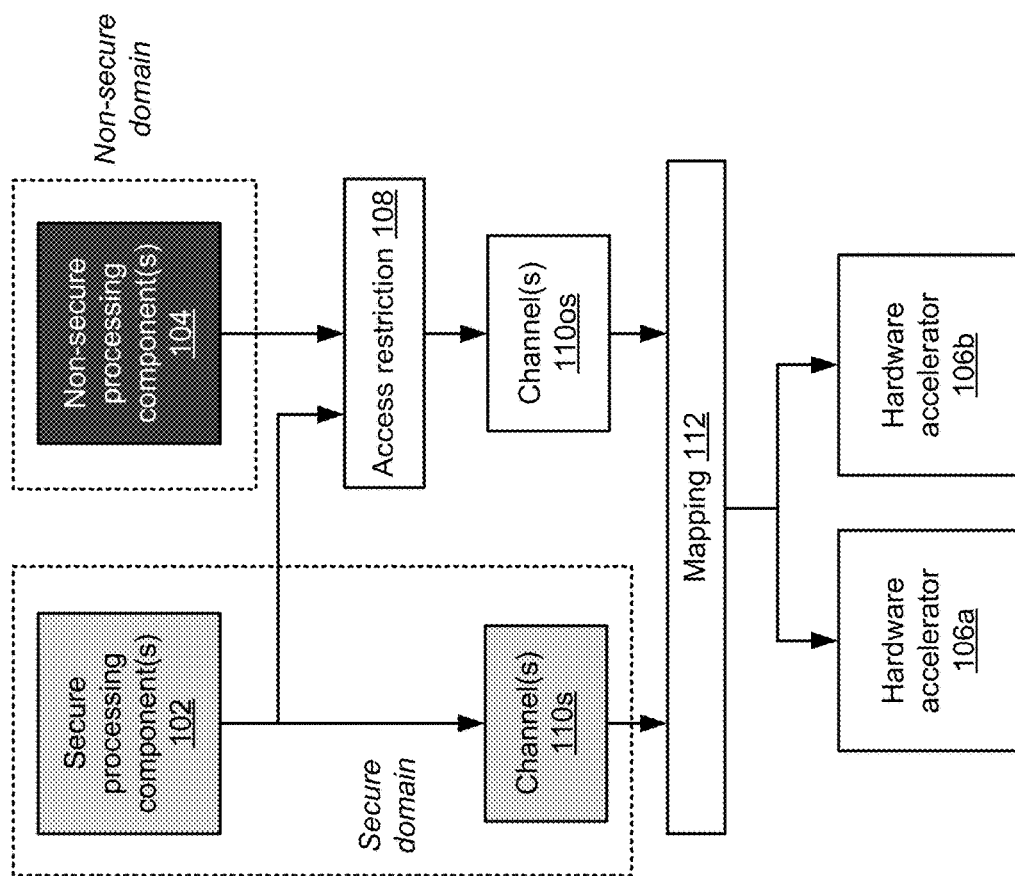 Secure
processing
component(s)
102
Non-secure
processing
component(s)
104
Non-secure
domain
Secure
domain
Access restriction 108
Channel(s)
110s
Channel(s)
110os
Mapping 112
Hardware
accelerator
106a
Hardware
accelerator
106b